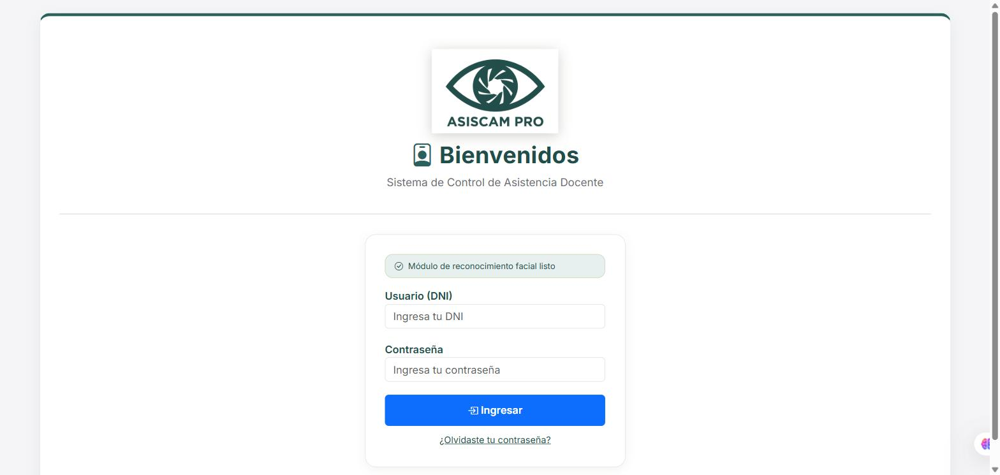 ASISCAM PRO
Bienvenidos
Sistema de Control de Asistencia Docente
Módulo de reconocimiento facial listo
Usuario (DNI)
Ingresa tu DNI
Contraseña
Ingresa tu contraseña
Ingresar
¿Olvidaste tu contraseña?